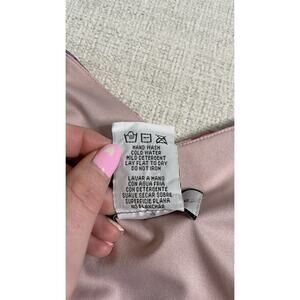 HAND WASH
COLD WATER
MILD DETERGENT
LAY FLAT TO DRY
DO NOT IRON
LAVAR A MANO
CON AGUA FRIA
CON DETERGENTE
SUAVE SECAR SOBRE
SUPERFICIE PLANA
NO PLANCHAR